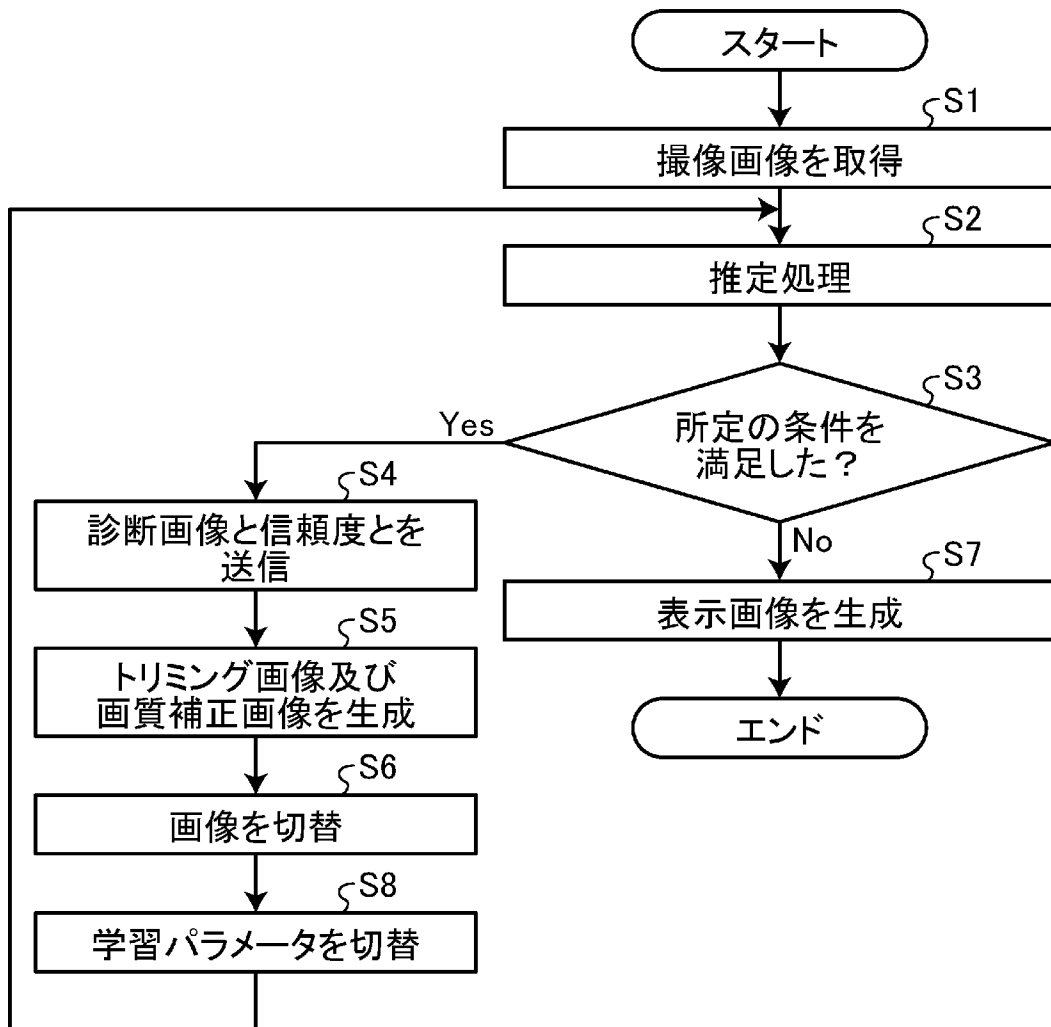 スタート
S1
撮像画像を取得
S2
推定処理
S3
所定の条件を
満足した？
Yes
No
S4
診断画像と信頼度とを
送信
S5
トリミング画像及び
画質補正画像を生成
S6
画像を切替
S8
学習パラメータを切替
S7
表示画像を生成
エンド